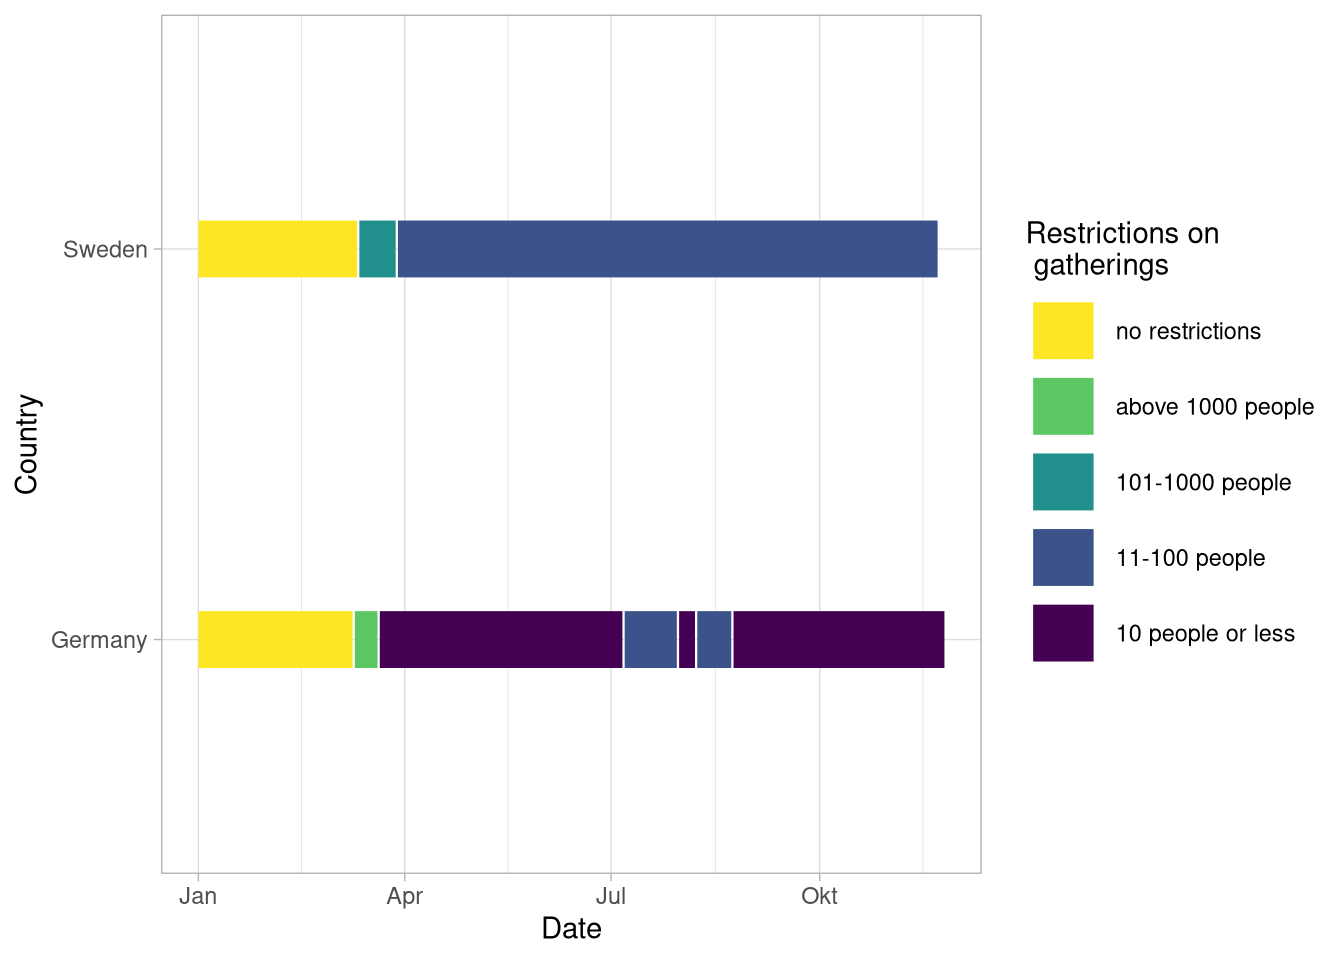 Sweden
Germany
Country
Jan Apr Jul Okt
Date
Restrictions on
gatherings
no restrictions
above 1000 people
101-1000 people
11-100 people
10 people or less